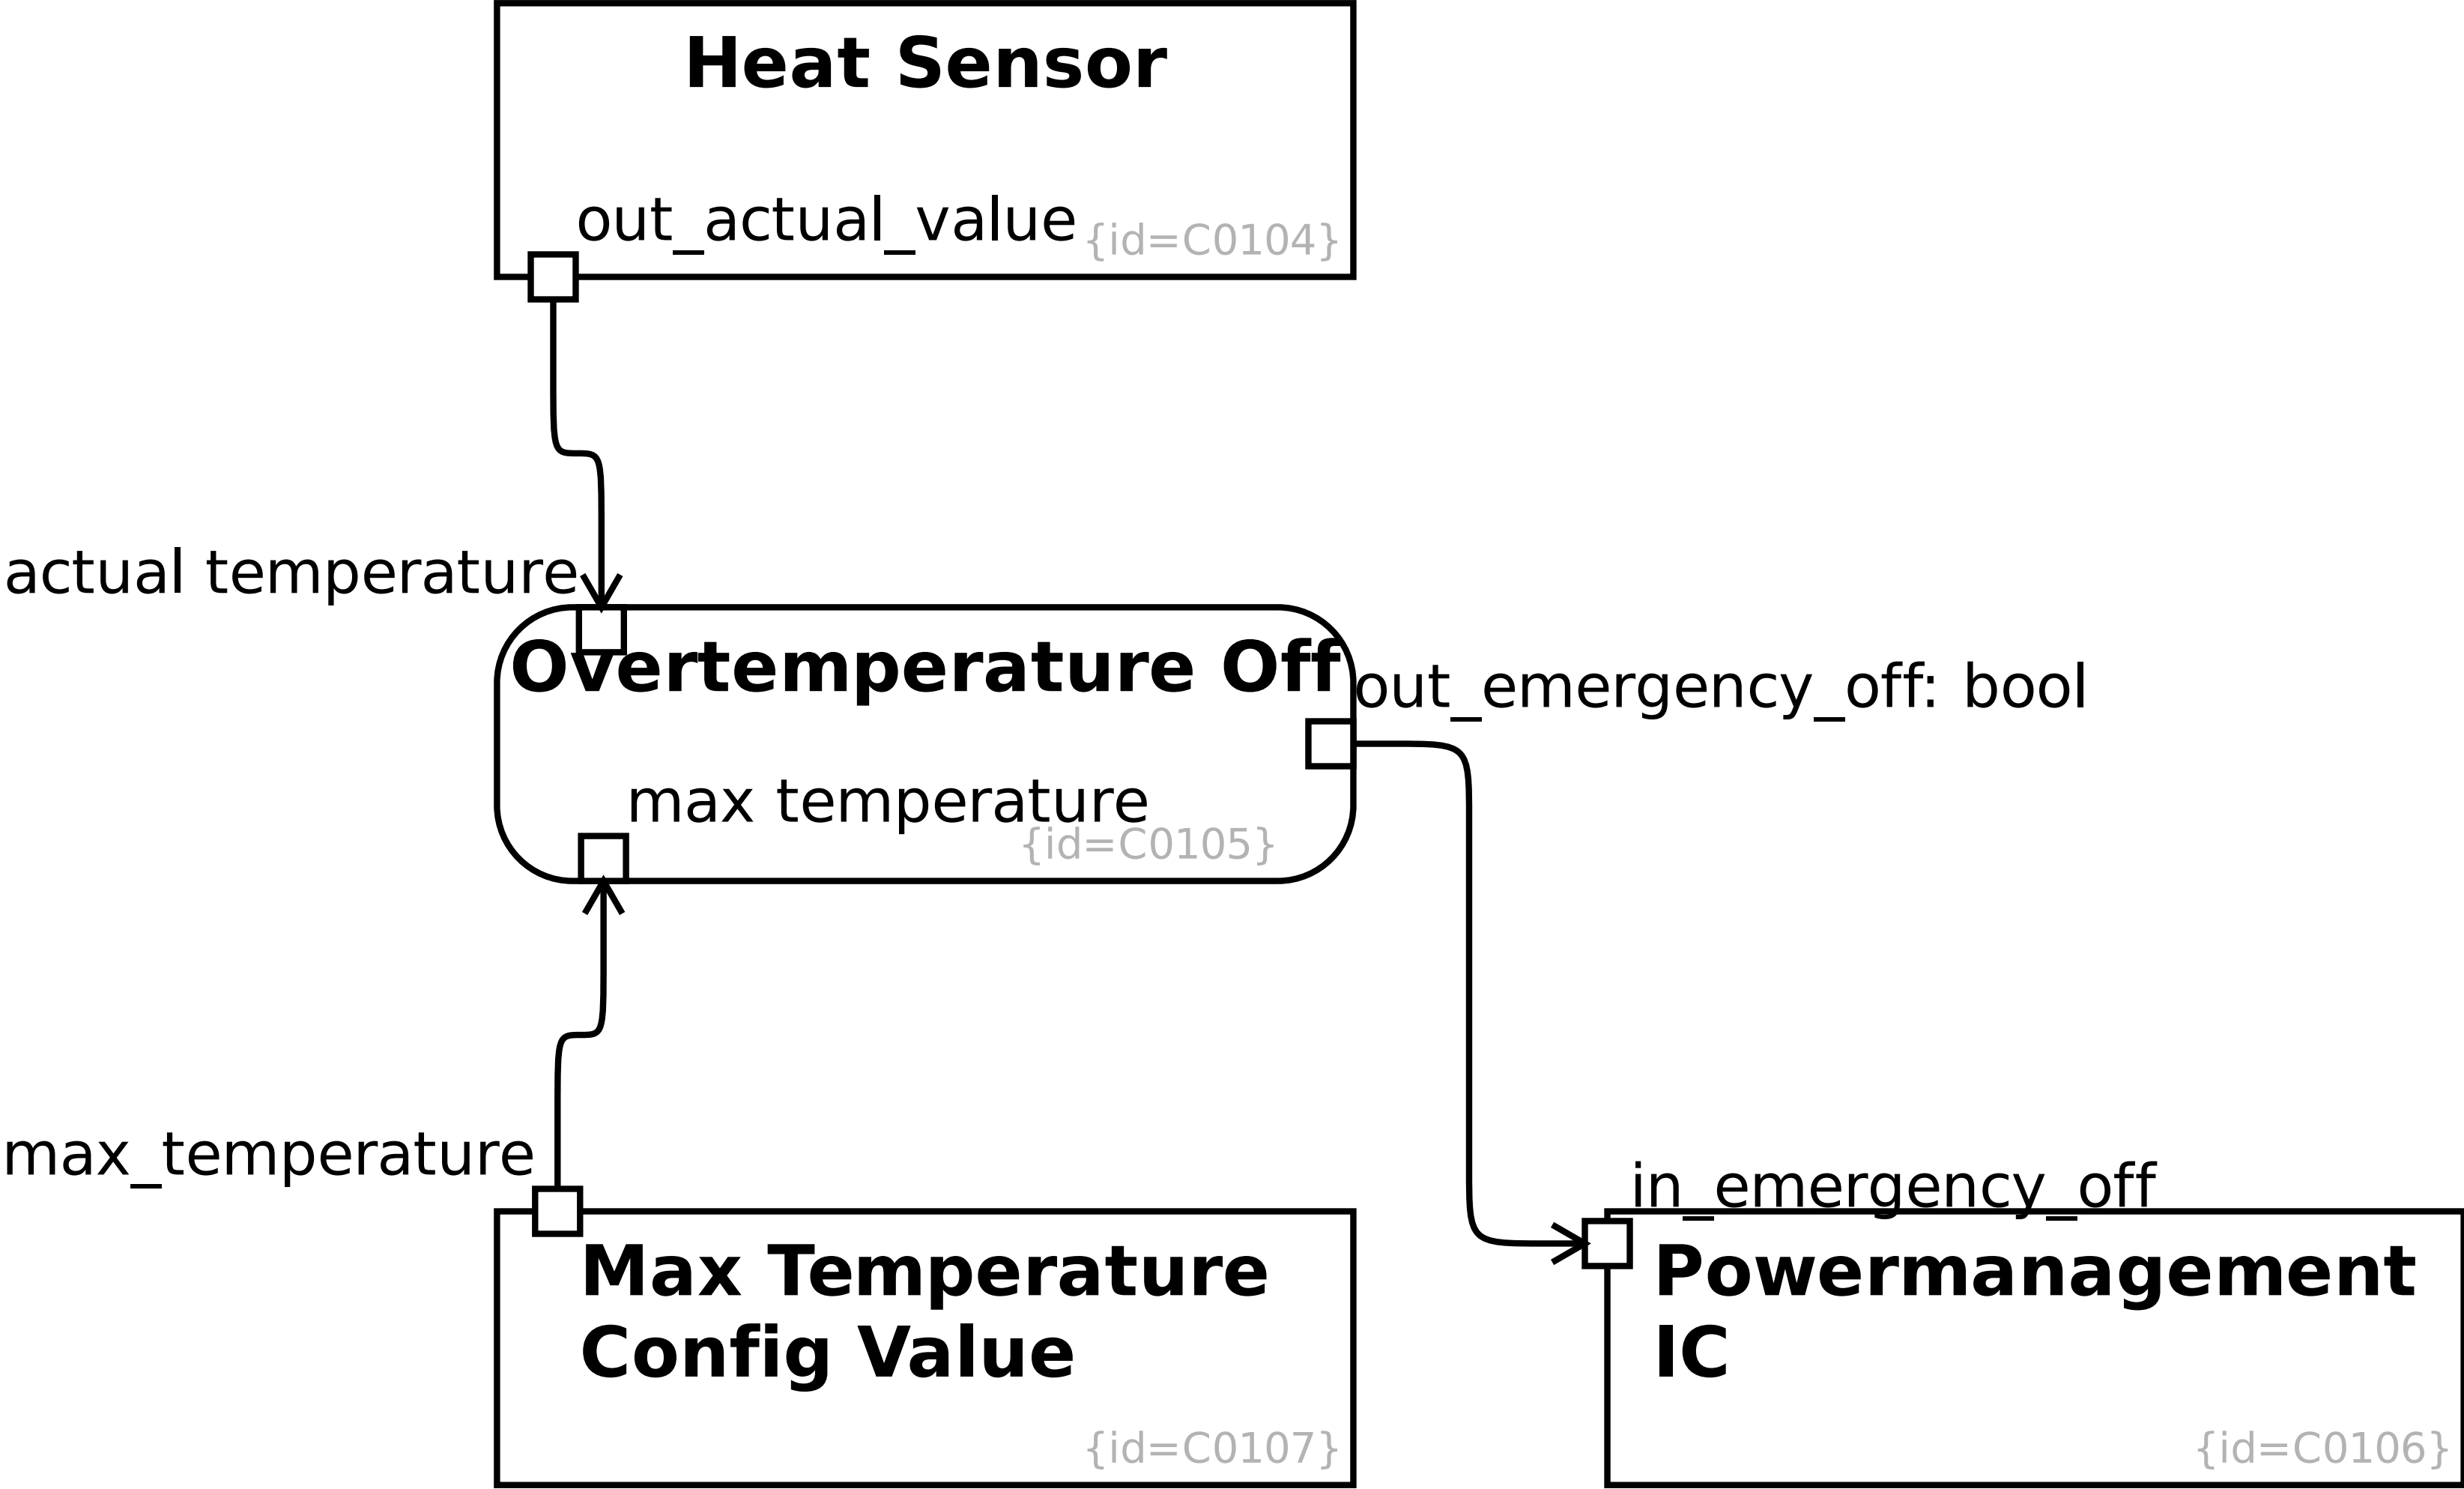 Heat Sensor
out_actual_value
{id=C0104}
actual temperature
Overtemperature Off
out_emergency_off: bool
max temperature
{id=C0105}
max_temperature
in_emergency_off
Max Temperature
Config Value
{id=C0107}
Powermanagement
IC
{id=C0106}